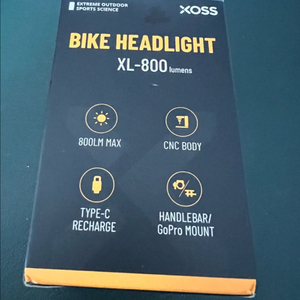 EXTREME OUTDOOR
SPORTS SCIENCE
XOSS
BIKE HEADLIGHT
XL-800 lumens
800LM MAX
CNC BODY
TYPE-C
RECHARGE
HANDLEBAR/
GoPro MOUNT